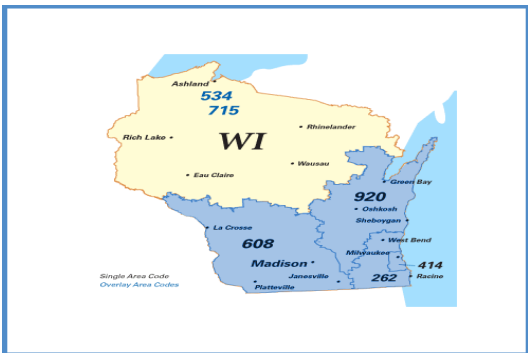 Ashland
534
715
Rhinelander
Rich Lake
WI
Wausau
Eau Claire
Green Bay
920
Oshkosh
Sheboygan
La Crosse
608
West Bend
Milwaukee
Madison
414
Single Area Code
Janesville
262
Racine
Overlay Area Codes
Platteville